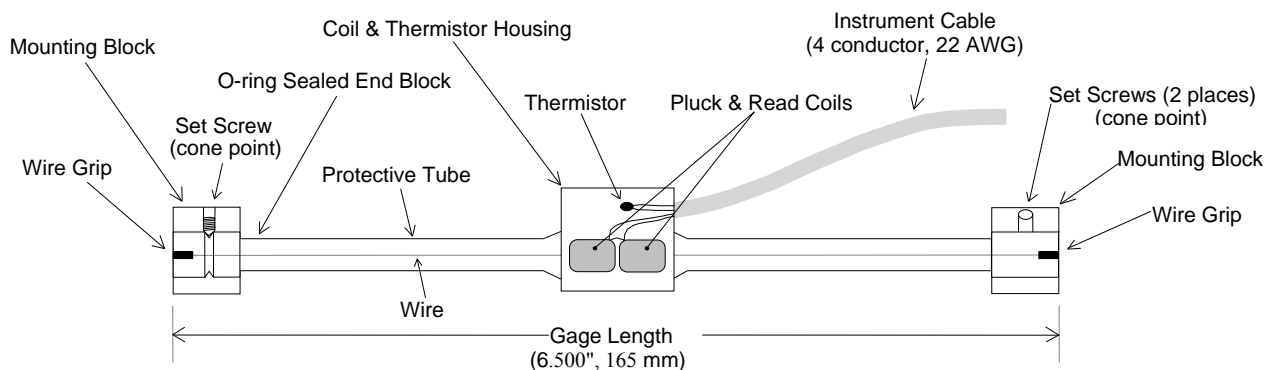 Instrument Cable
(4 conductor, 22 AWG)
Coil & Thermistor Housing
Mounting Block
O-ring Sealed End Block
Thermistor
Pluck & Read Coils
Set Screws (2 places)
(cone point)
Set Screw
(cone point)
Mounting Block
Wire Grip
Protective Tube
Wire Grip
Wire
Gage Length
(6.500", 165 mm)